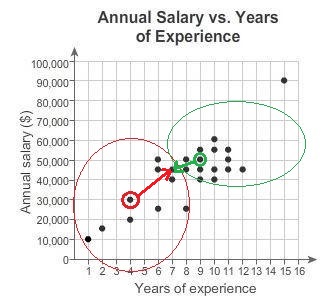 Annual Salary vs. Years
of Experience
Annual salary ($)
100,000
90,000
80,000
70,000
60,000
50,000
40,000
30,000
20,000
10,000
0
1 2 3 4 5 6 7 8 9 10 11 12 13 14 15 16
Years of experience